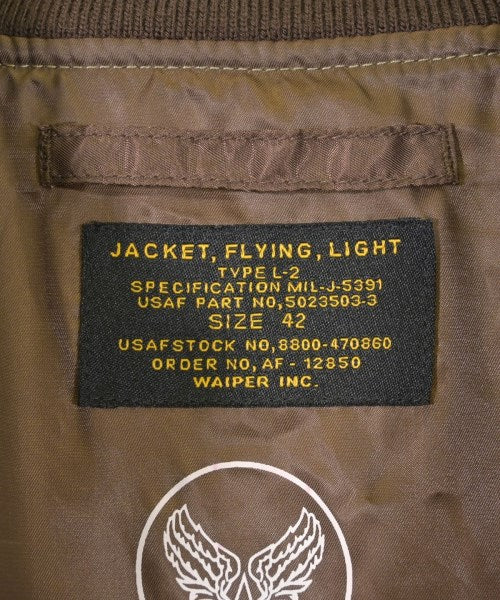 JACKET, FLYING, LIGHT
TYPE L-2
SPECIFICATION MIL-J-5391
USAF PART NO,5023503-3
SIZE 42
USAFSTOCK NO,8800-470860
ORDER NO, AF - 12850
WAIPER INC.